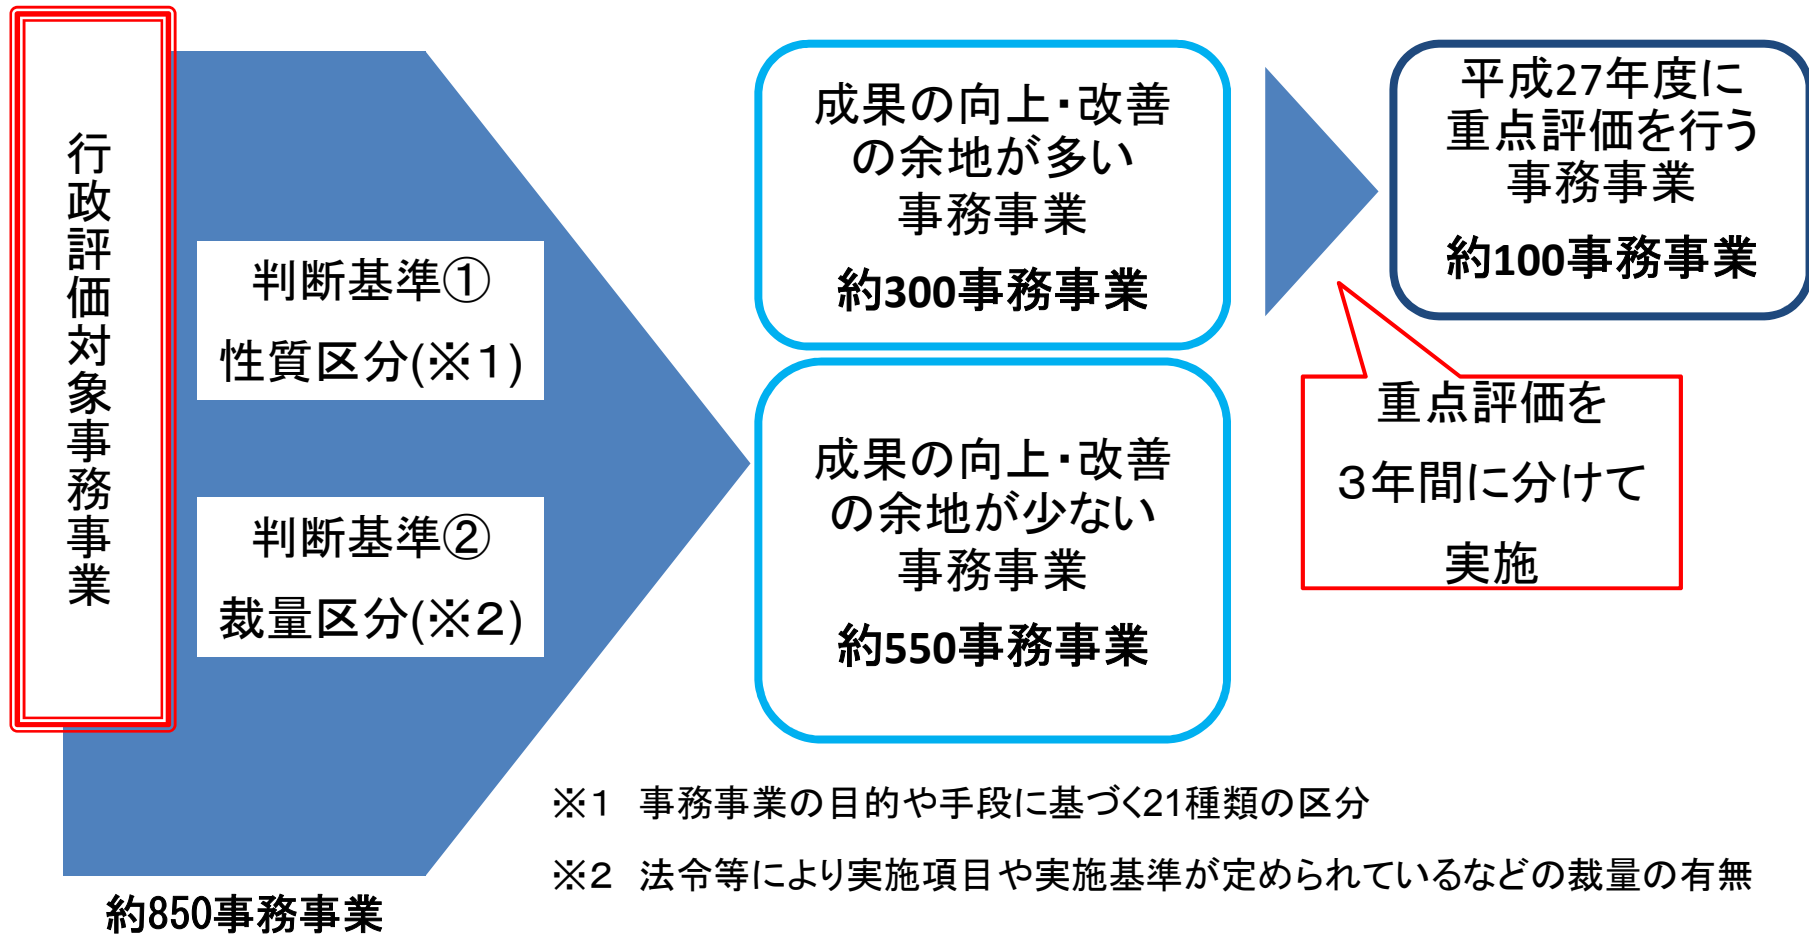 行政評価対象事務事業
判断基準①
性質区分(※1)
判断基準②
裁量区分(※2)
約850事務事業
成果の向上・改善
の余地が多い
事務事業
約300事務事業
成果の向上・改善
の余地が少ない
事務事業
約550事務事業
平成27年度に
重点評価を行う
事務事業
約100事務事業
重点評価を
3年間に分けて
実施
※1 事務事業の目的や手段に基づく21種類の区分
※2 法令等により実施項目や実施基準が定められているなどの裁量の有無